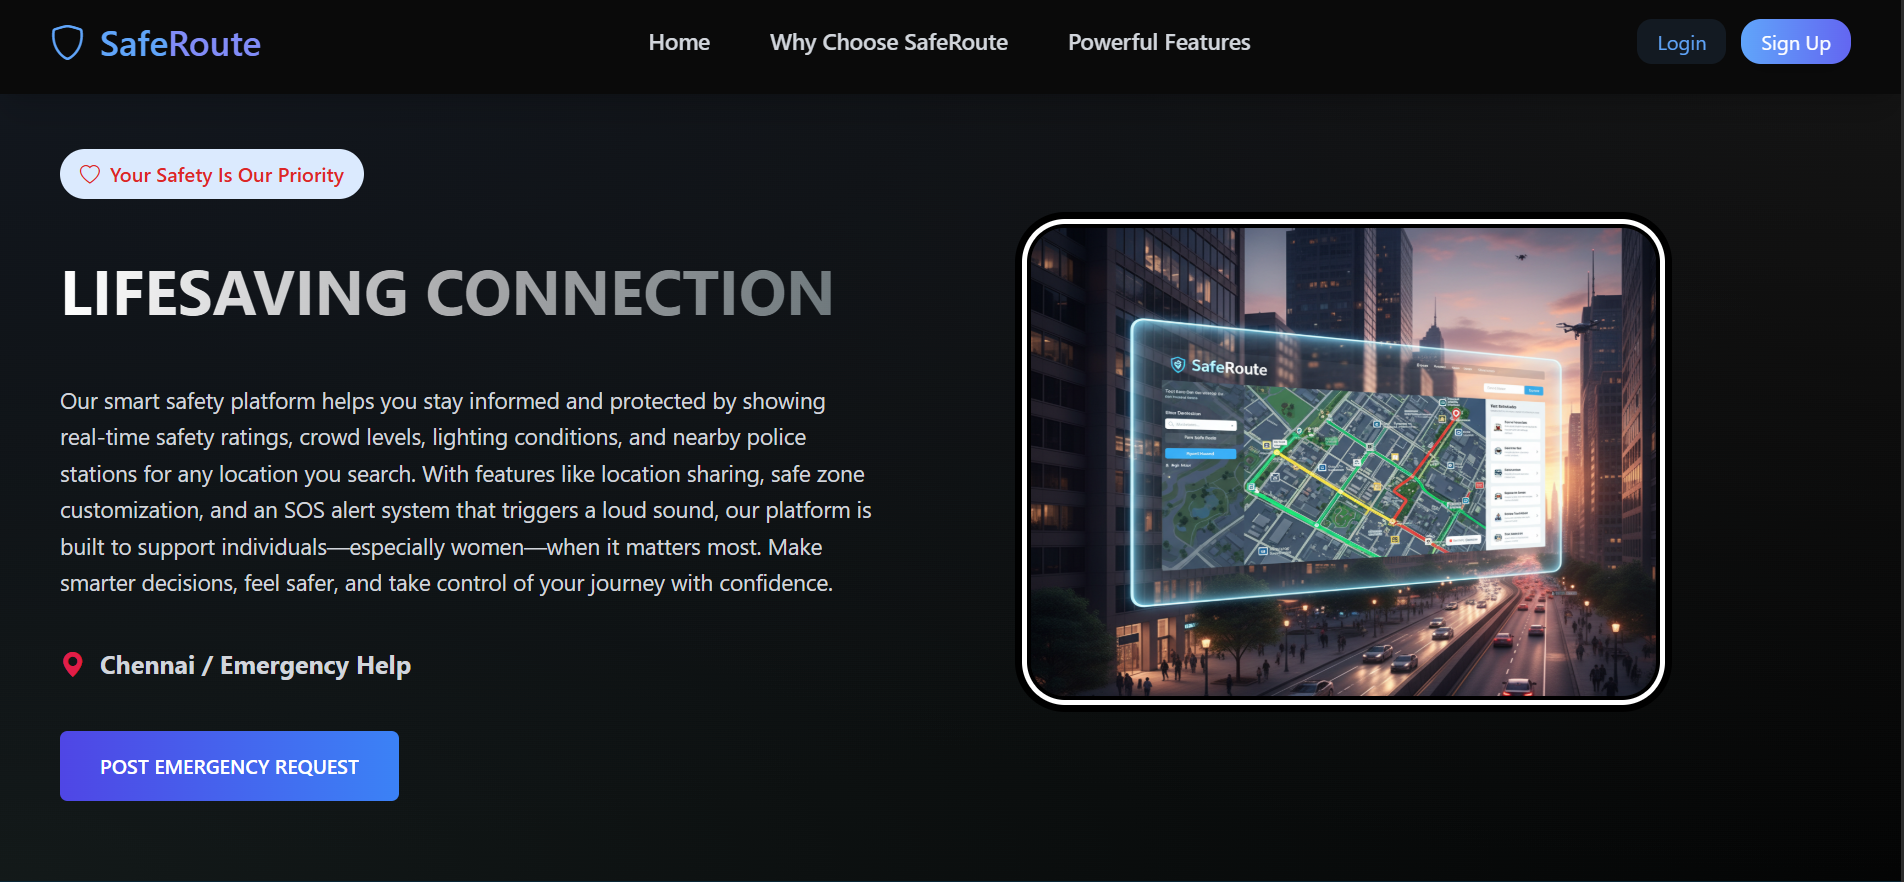 SafeRoute
Home
Why Choose SafeRoute
Powerful Features
Login
Sign Up
Your Safety Is Our Priority
LIFESAVING CONNECTION
Our smart safety platform helps you stay informed and protected by showing
real-time safety ratings, crowd levels, lighting conditions, and nearby police
stations for any location you search. With features like location sharing, safe zone
customization, and an SOS alert system that triggers a loud sound, our platform is
built to support individuals—especially women—when it matters most. Make
smarter decisions, feel safer, and take control of your journey with confidence.
Chennai / Emergency Help
POST EMERGENCY REQUEST
SafeRoute